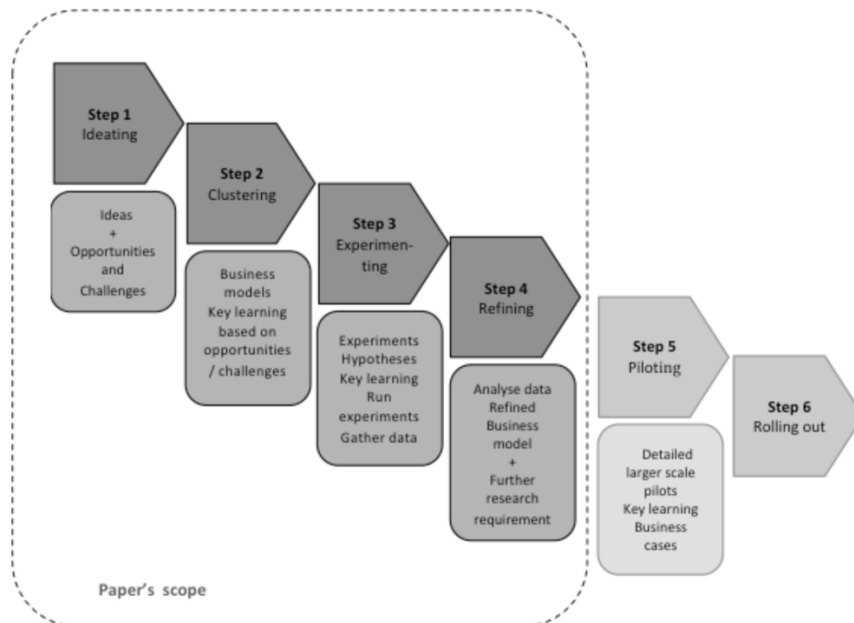 Step 1
Ideating
Ideas
+
Opportunities
and
Challenges
Step 2
Clustering
Business
models
Key learning
based on
opportunities
/ challenges
Step 3
Experimen-
ting
Experiments
Hypotheses
Key learning
Run
experiments
Gather data
Step 4
Refining
Analyse data
Refined
Business
model
+
Further
research
requirement
Step 5
Piloting
Detailed
larger scale
pilots
Key learning
Business
cases
Step 6
Rolling out
Paper's scope